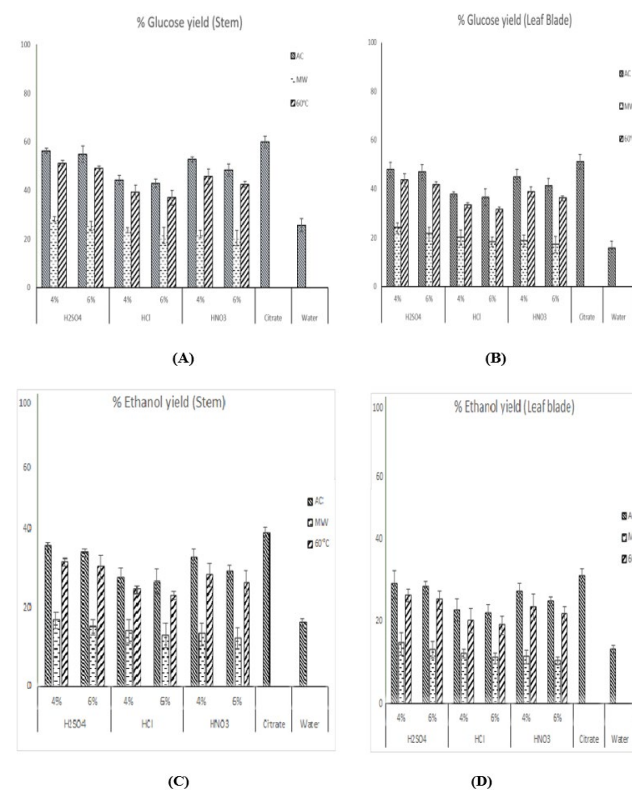 % Glucose yield (Stem)
100
80
60
40
20
0
AC
MW
60°C
4%
6%
4%
6%
4%
6%
H2SO4
HCl
HNO3
Citrate
Water
(A)
% Glucose yield (Leaf Blade)
100
80
60
40
20
0
AC
MW
60°C
4%
6%
4%
6%
4%
6%
H2SO4
HCl
HNO3
Citrate
Water
(B)
% Ethanol yield (Stem)
100
60
40
20
0
AC
MW
60°C
4%
6%
4%
6%
4%
6%
H2SO4
HCl
HNO3
Citrate
Water
(C)
% Ethanol yield (Leaf blade)
100
60
40
20
0
4%
6%
4%
6%
4%
6%
H2SO4
HCl
HNO3
Citrate
Water
(D)